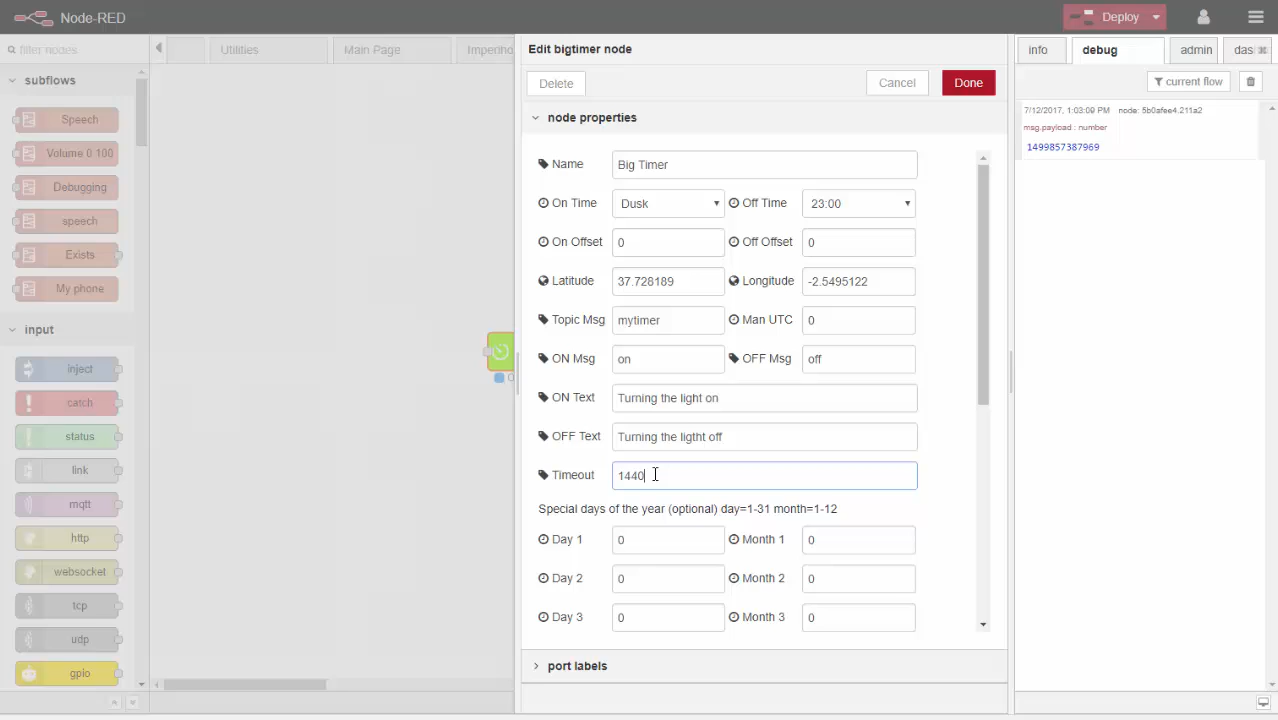 Node-RED
Deploy
filter nodes
Utilities
Main Page
Impenho
Edit bigtimer node
info
debug
admin
das
subflows
Delete
Cancel
Done
current flow
Speech
Volume 0 100
Debugging
speech
Exists
My phone
input
inject
catch
status
link
mqtt
http
websocket
tcp
udp
gpio
node properties
Name
Big Timer
On Time
Dusk
Off Time
23:00
On Offset
0
Off Offset
0
Latitude
37.728189
Longitude
-2.5495122
Topic Msg
mytimer
Man UTC
0
ON Msg
on
OFF Msg
off
ON Text
Turning the light on
OFF Text
Turning the ligtht off
Timeout
1440
Special days of the year (optional) day=1-31 month=1-12
Day 1
0
Month 1
0
Day 2
0
Month 2
0
Day 3
0
Month 3
0
port labels
7/12/2017, 1:03:09 PM node: 5b0afee4.211a2
msg.payload : number
1499857387969